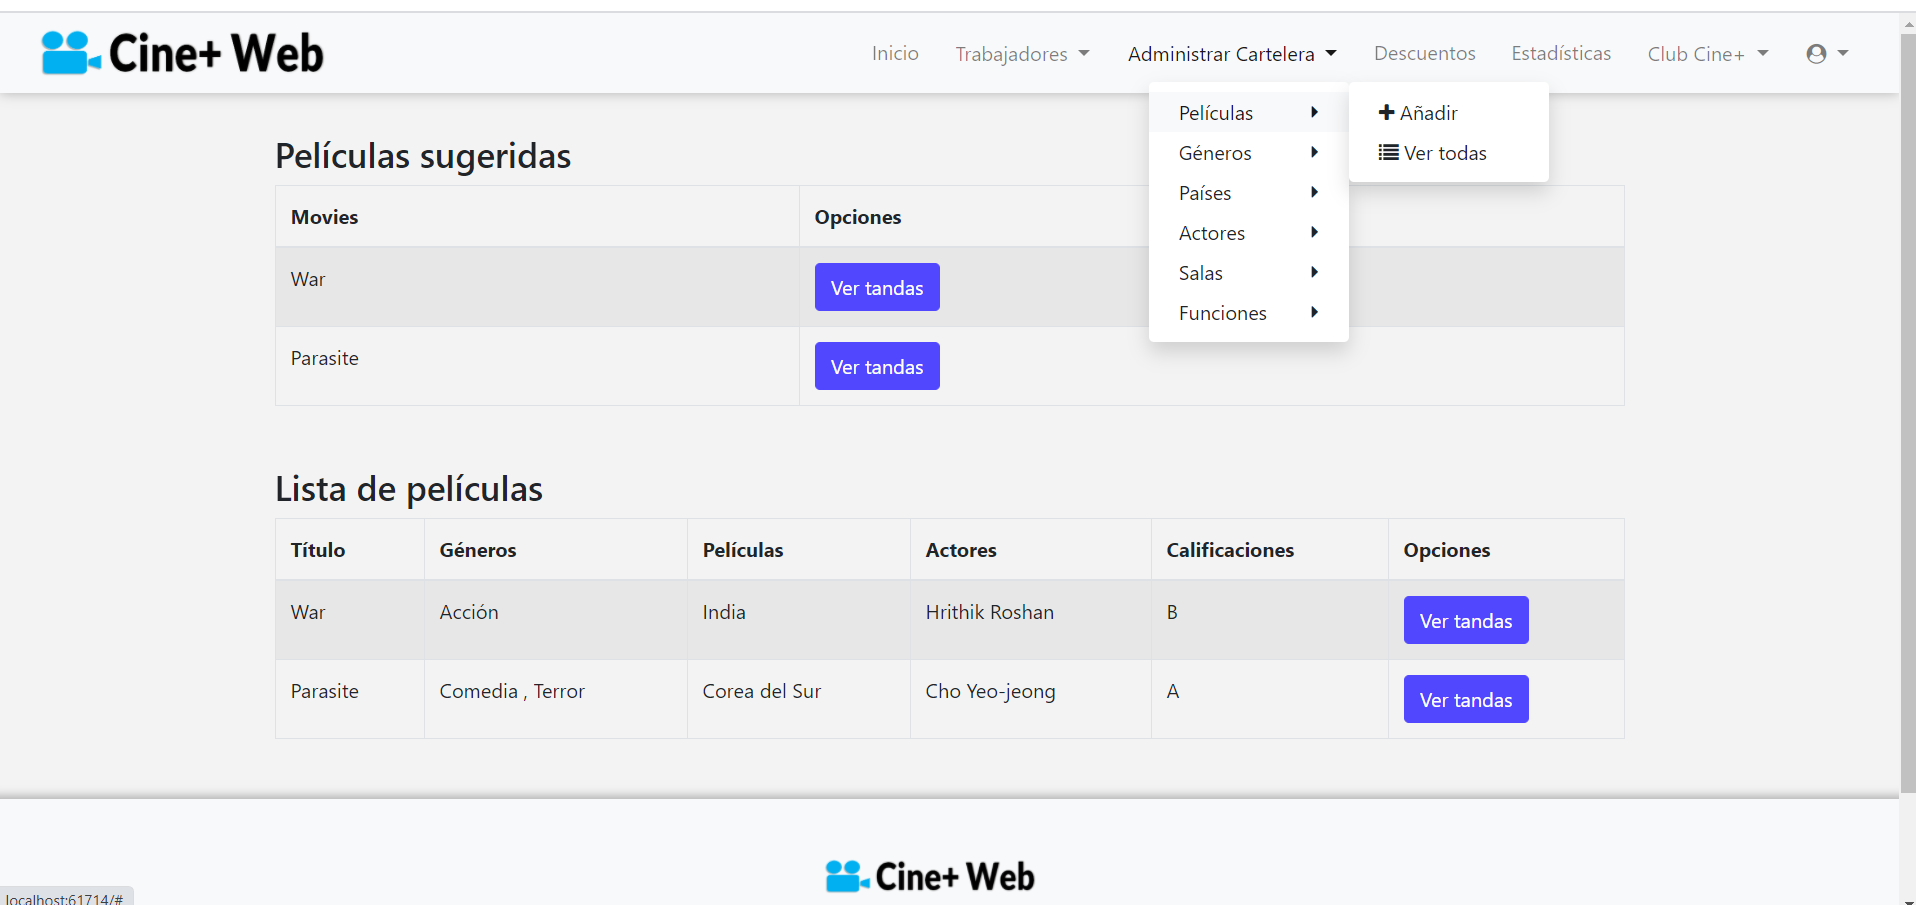 Cine+ Web
Inicio Trabajadores Administrar Cartelera Descuentos Estadísticas Club Cine+
Películas
Géneros
Países
Actores
Salas
Funciones
Añadir
Ver todas
Películas sugeridas
Movies Opciones
War Ver tandas
Parasite Ver tandas
Lista de películas
Título Géneros Películas Actores Calificaciones Opciones
War Acción India Hrithik Roshan B Ver tandas
Parasite Comedia , Terror Corea del Sur Cho Yeo-jeong A Ver tandas
Cine+ Web
localhost:61714/#